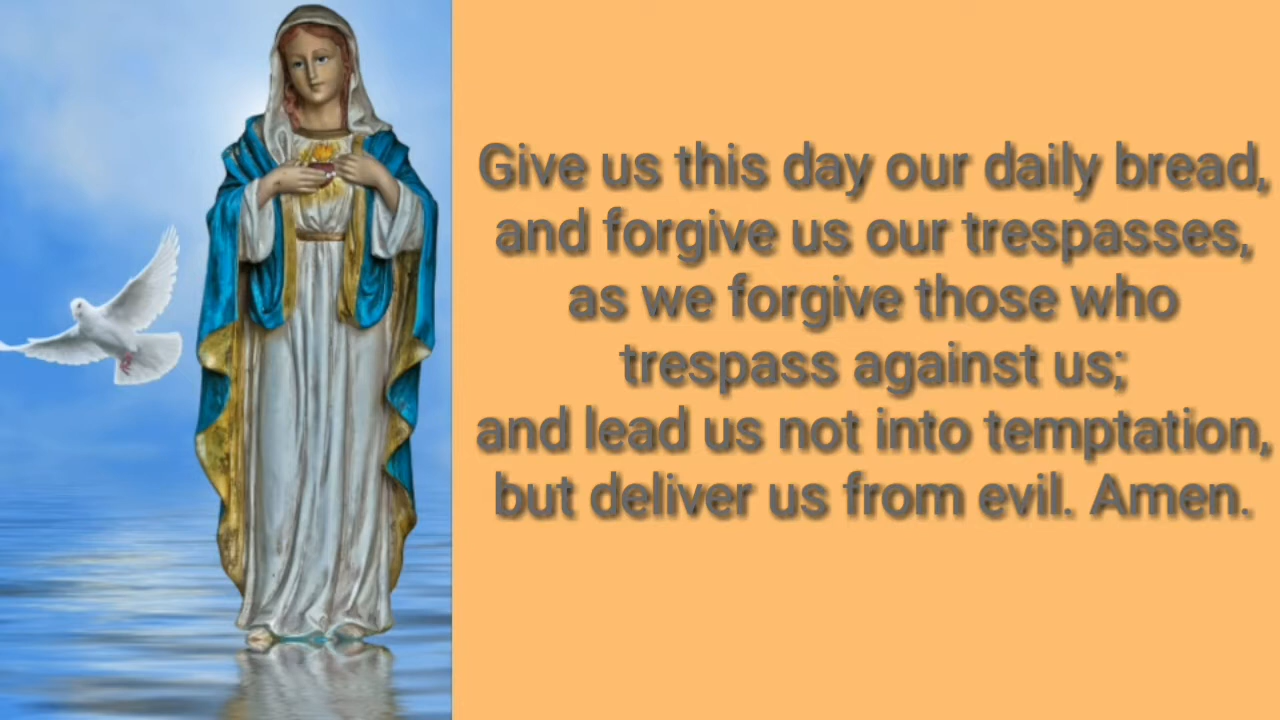 Give us this day our daily bread,
and forgive us our trespasses,
as we forgive those who
trespass against us;
and lead us not into temptation,
but deliver us from evil. Amen.